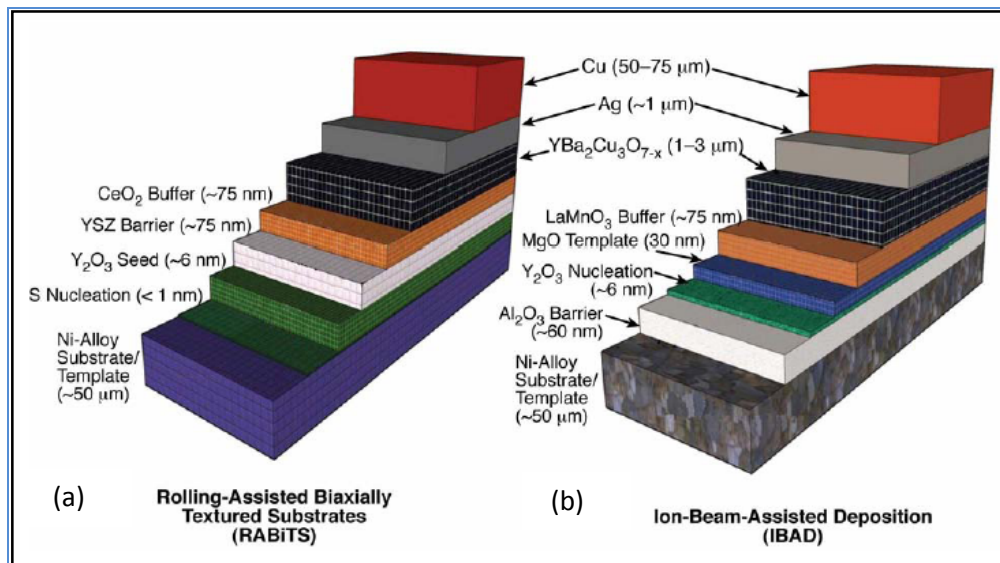 Cu (50–75 μm)
Ag (~1 μm)
YBa₂Cu₃O₇₋ₓ (1–3 μm)
CeO₂ Buffer (~75 nm)
YSZ Barrier (~75 nm)
Y₂O₃ Seed (~6 nm)
S Nucleation (< 1 nm)
Ni-Alloy
Substrate/
Template
(~50 μm)
(a)
Rolling-Assisted Biaxially
Textured Substrates
(RABiTS)
LaMnO₃ Buffer (~75 nm)
MgO Template (30 nm)
Y₂O₃ Nucleation
(~6 nm)
Al₂O₃ Barrier
(~60 nm)
Ni-Alloy
Substrate/
Template
(~50 μm)
(b)
Ion-Beam-Assisted Deposition
(IBAD)